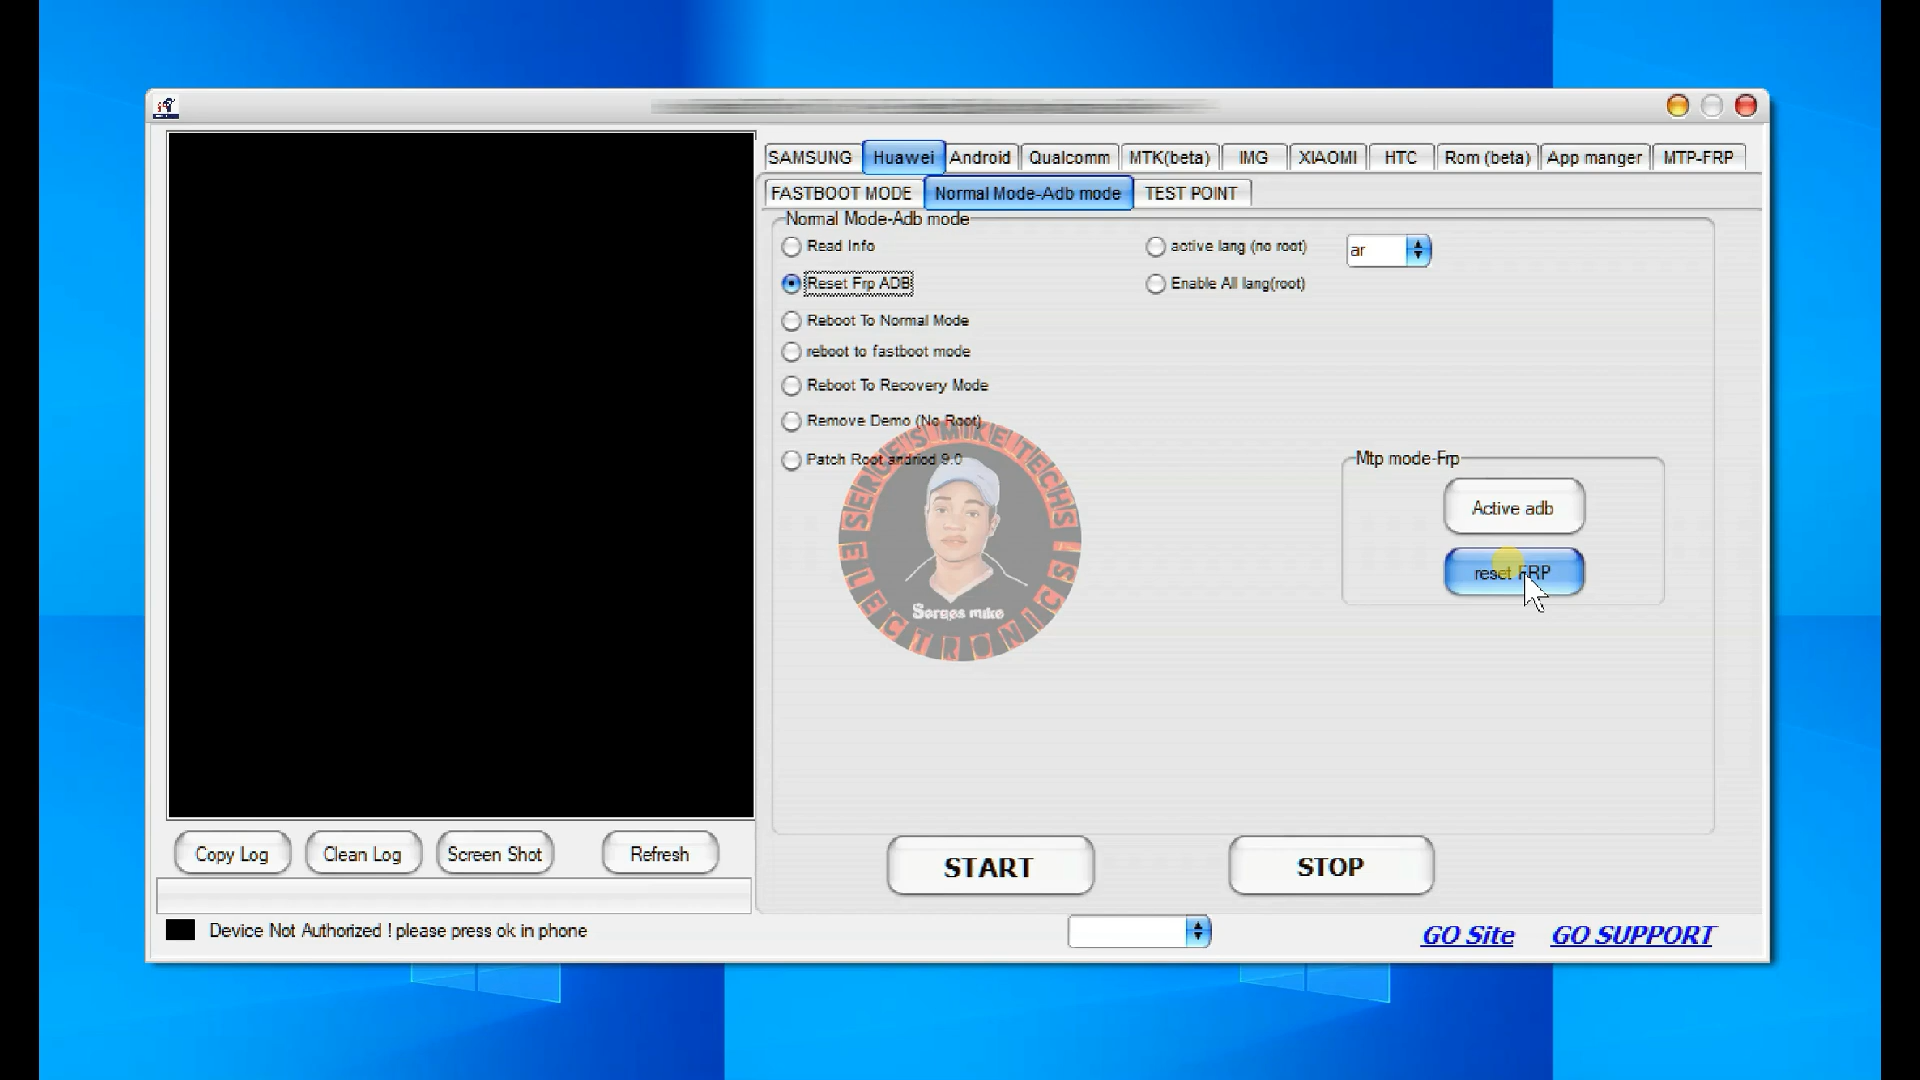 SAMSUNG Huawei Android Qualcomm MTK(beta) IMG XIAOMI HTC Rom (beta) App manger MTP-FRP
FASTBOOT MODE Normal Mode-Adb mode TEST POINT
Normal Mode-Adb mode
Read Info active lang (no root) ar
Reset Frp ADB Enable All lang(root)
Reboot To Normal Mode
reboot to fastboot mode
Reboot To Recovery Mode
Remove Demo (No Root)
Patch Root andriod 9.0
Mtp mode-Frp
Active adb
reset FRP
SERGE'S MIKE TECH'S
Serges mike
ELECTRONICS'S
Copy Log Clean Log Screen Shot Refresh
START STOP
Device Not Authorized ! please press ok in phone
GO Site GO SUPPORT